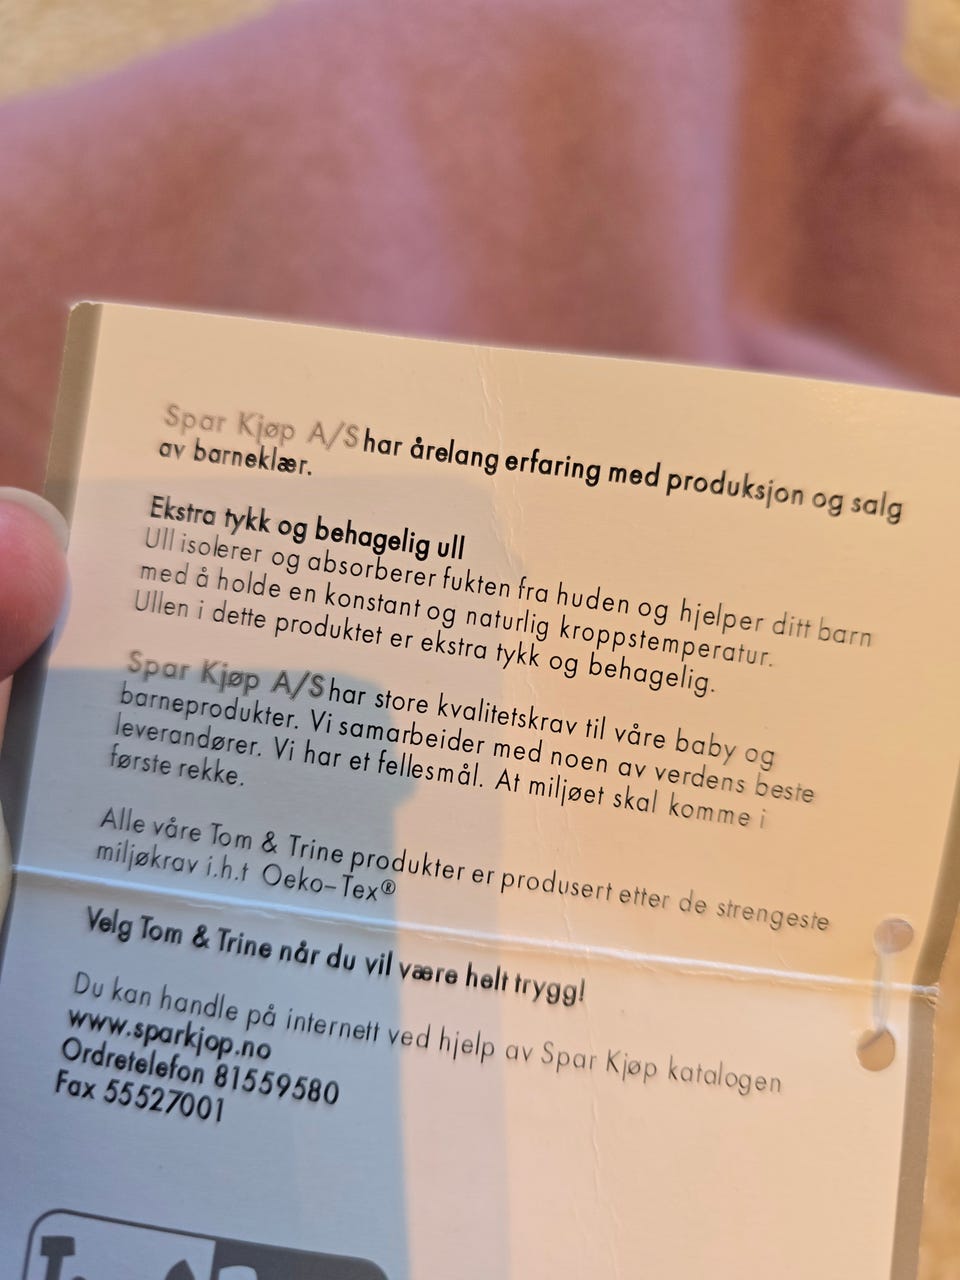 Spar Kjøp A/S har årelang erfaring med produksjon og salg
av barneklær.
Ekstra tykk og behagelig ull
Ull isolerer og absorberer fukten fra huden og hjelper ditt barn
med å holde en konstant og naturlig kroppstemperatur.
Ullen i dette produktet er ekstra tykk og behagelig.
Spar Kjøp A/S har store kvalitetskrav til våre baby og
barneprodukter. Vi samarbeider med noen av verdens beste
leverandører. Vi har et fellesmål. At miljøet skal komme i
første rekke.
Alle våre Tom & Trine produkter er produsert etter de strengeste
miljøkrav i.h.t Oeko-Tex®
Velg Tom & Trine når du vil være helt trygg!
Du kan handle på internett ved hjelp av Spar Kjøp katalogen
www.sparkjop.no
Ordretelefon 81559580
Fax 55527001